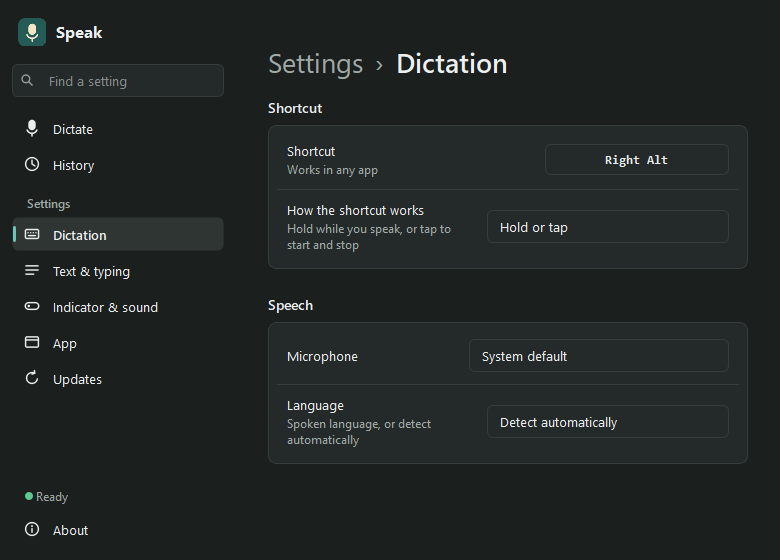 Speak
Find a setting
Dictate
History
Settings
Dictation
Text & typing
Indicator & sound
App
Updates
Ready
About
Settings › Dictation
Shortcut
Shortcut
Works in any app
Right Alt
How the shortcut works
Hold while you speak, or tap to
start and stop
Hold or tap
Speech
Microphone
System default
Language
Spoken language, or detect
automatically
Detect automatically